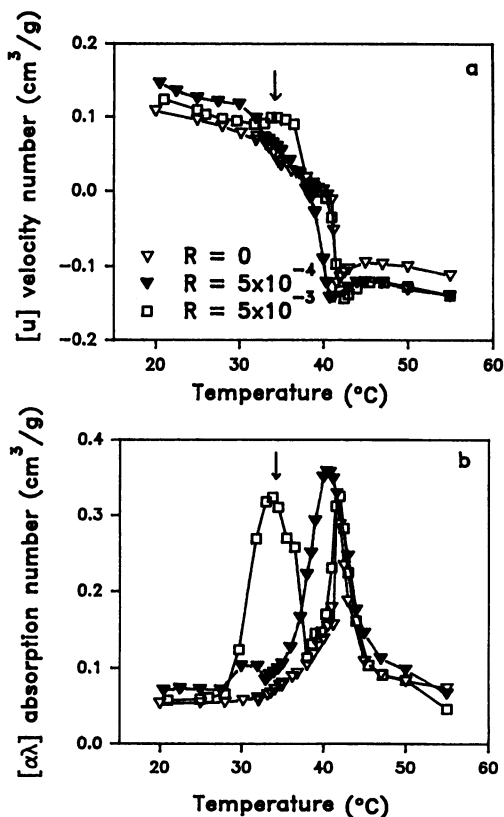 [u] velocity number (cm³/g)
0.2
0.1
0.0
−0.1
−0.2
a
▽ R = 0
▼ R = 5x10⁻⁴
□ R = 5x10⁻³
20 30 40 50 60
Temperature (°C)
[αλ] absorption number (cm³/g)
0.4
0.3
0.2
0.1
0.0
b
20 30 40 50 60
Temperature (°C)